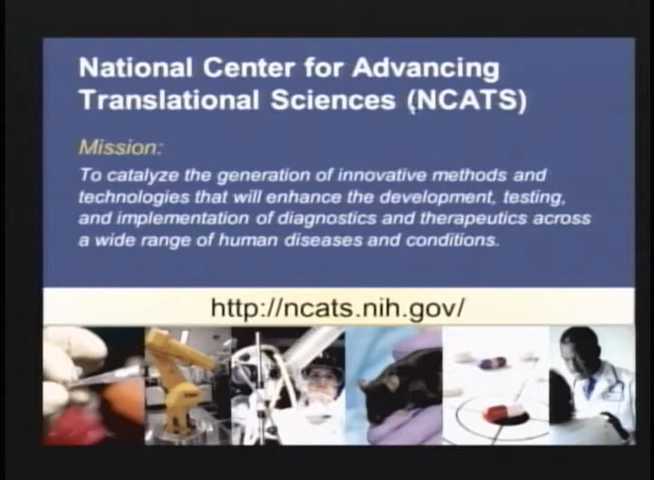 National Center for Advancing
Translational Sciences (NCATS)
Mission:
To catalyze the generation of innovative methods and
technologies that will enhance the development, testing,
and implementation of diagnostics and therapeutics across
a wide range of human diseases and conditions.
http://ncats.nih.gov/